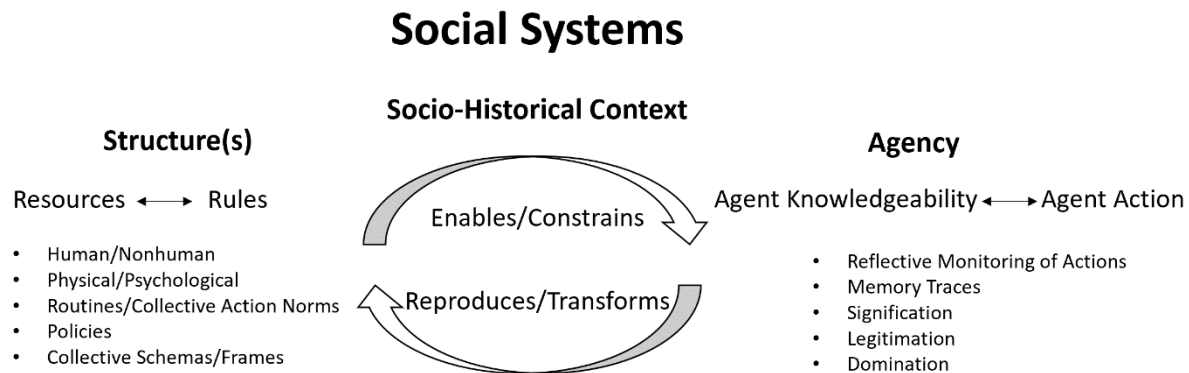 Social Systems
Socio-Historical Context
Structure(s)
Agency
Resources ↔ Rules
Enables/Constrains
Agent Knowledgeability ↔ Agent Action
• Human/Nonhuman
• Physical/Psychological
• Routines/Collective Action Norms
• Policies
• Collective Schemas/Frames
Reproduces/Transforms
• Reflective Monitoring of Actions
• Memory Traces
• Signification
• Legitimation
• Domination